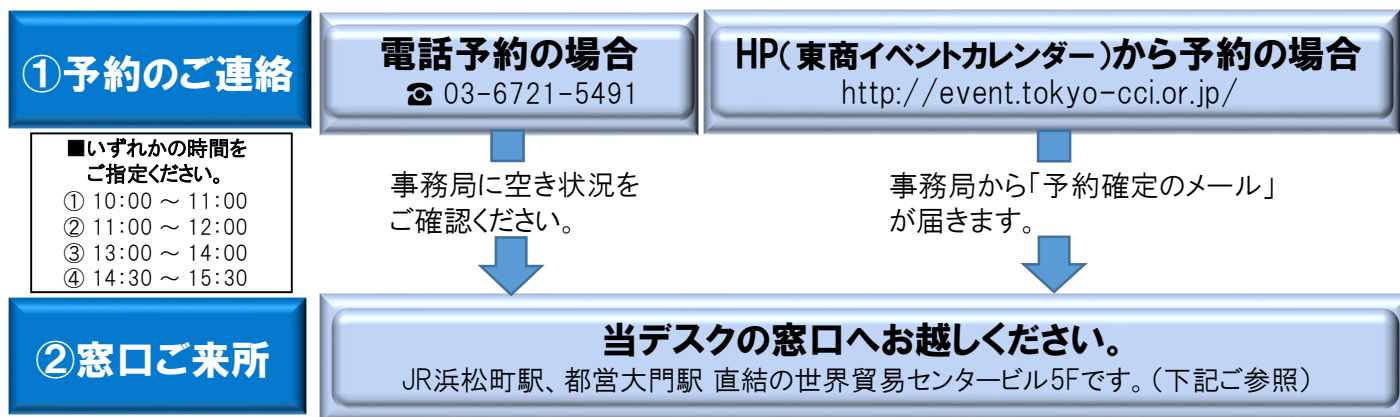 ①予約のご連絡
電話予約の場合
☎ 03-6721-5491
HP（東商イベントカレンダー）から予約の場合
http://event.tokyo-cci.or.jp/
■いずれかの時間を
ご指定ください。
① 10:00 ～ 11:00
② 11:00 ～ 12:00
③ 13:00 ～ 14:00
④ 14:30 ～ 15:30
事務局に空き状況を
ご確認ください。
事務局から「予約確定のメール」
が届きます。
②窓口ご来所
当デスクの窓口へお越しください。
JR浜松町駅、都営大門駅 直結の世界貿易センタービル5Fです。（下記ご参照）